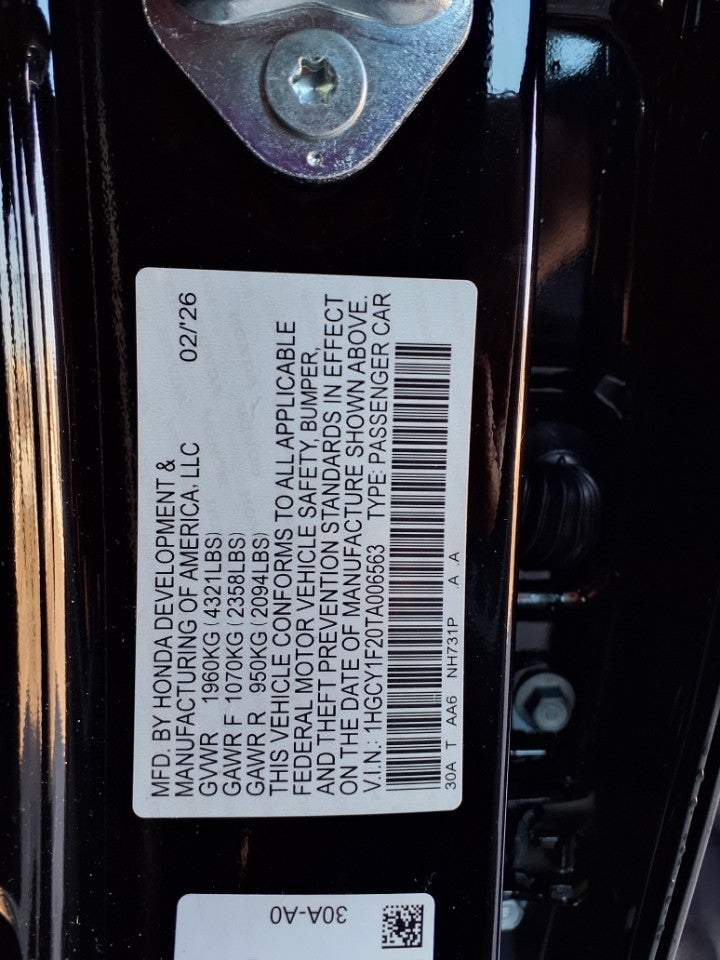 MFD. BY HONDA DEVELOPMENT & 02/'26
MANUFACTURING OF AMERICA, LLC
GVWR 1960KG (4321LBS)
GAWR F 1070KG (2358LBS)
GAWR R 950KG (2094LBS)
THIS VEHICLE CONFORMS TO ALL APPLICABLE
FEDERAL MOTOR VEHICLE SAFETY, BUMPER,
AND THEFT PREVENTION STANDARDS IN EFFECT
ON THE DATE OF MANUFACTURE SHOWN ABOVE.
V.I.N.: 1HGCY1F20TA006563 TYPE: PASSENGER CAR
30A T AA6 NH731P .A .A
30A-A0